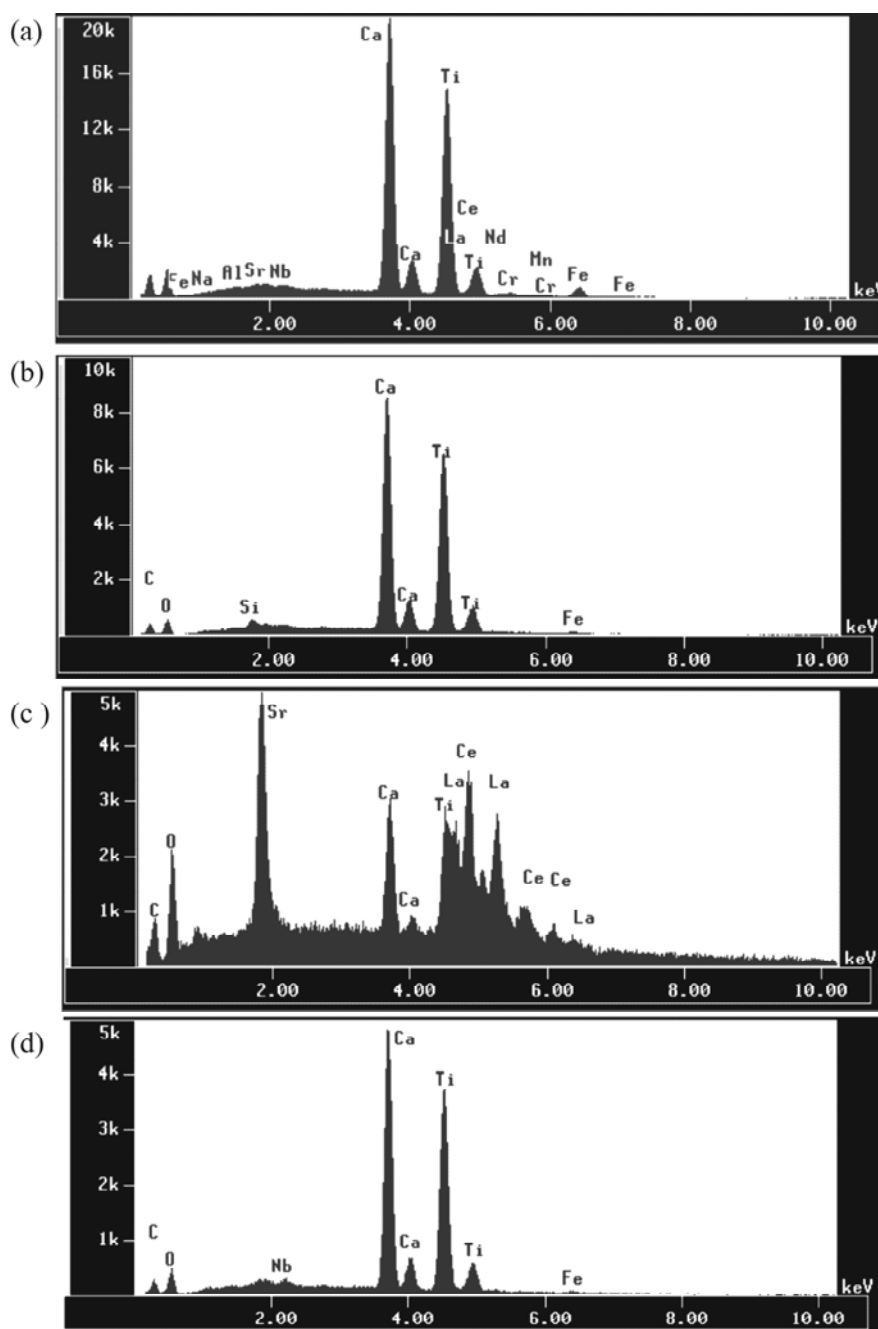 (a)
20k
Ca
Ti
16k
12k
8k
Ce
La Nd
4k
Ca Ti Mn
Fe Na Al Sr Nb Cr Cr Fe Fe
keV
2.00 4.00 6.00 8.00 10.00
(b)
10k
Ca
8k
Ti
6k
4k
C
2k
O Si Ca Ti Fe
keV
2.00 4.00 6.00 8.00 10.00
(c )
5k
Sr
4k
Ce
Ca Ti La La
3k
O
2k
C Ce Ce
1k
Ca La
keV
2.00 4.00 6.00 8.00 10.00
(d)
5k
Ca
4k
Ti
3k
2k
C
1k
O Nb Ca Ti Fe
keV
2.00 4.00 6.00 8.00 10.00